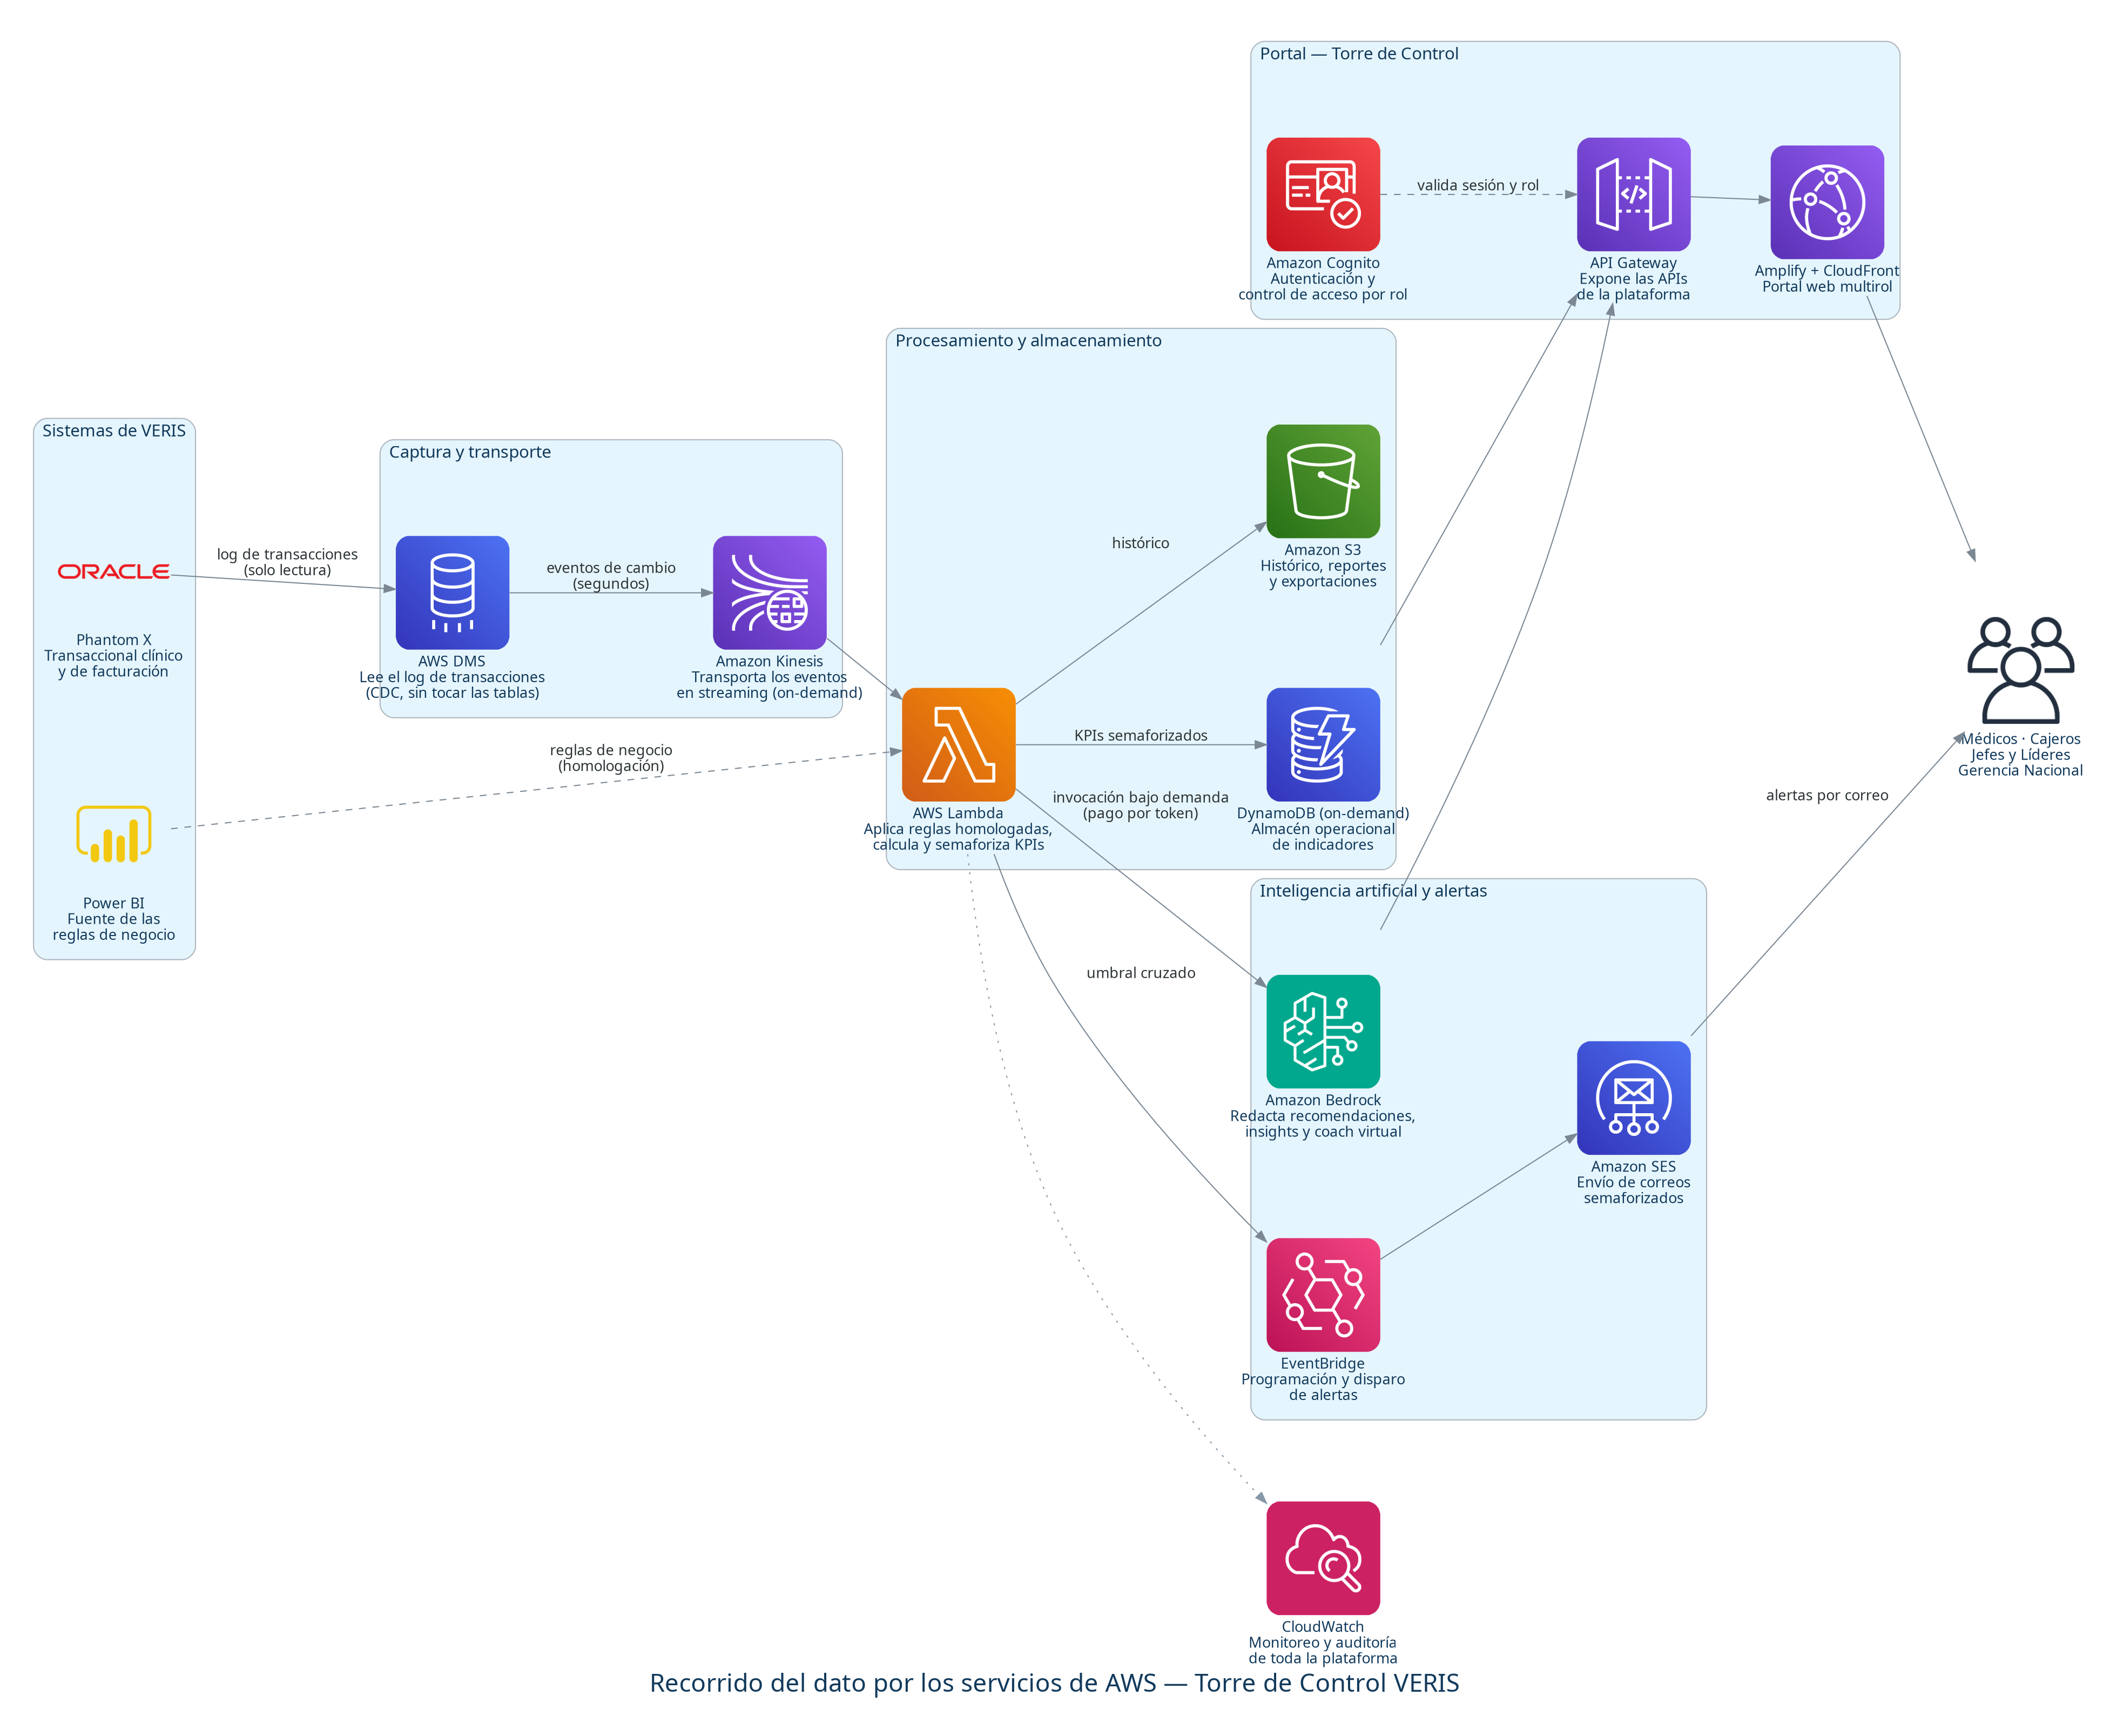 Portal — Torre de Control
Amazon Cognito
Autenticación y
control de acceso por rol
valida sesión y rol
API Gateway
Expone las APIs
de la plataforma
Amplify + CloudFront
Portal web multirol
Procesamiento y almacenamiento
histórico
Amazon S3
Histórico, reportes
y exportaciones
Sistemas de VERIS
ORACLE
Phantom X
Transaccional clínico
y de facturación
log de transacciones
(solo lectura)
Captura y transporte
AWS DMS
Lee el log de transacciones
(CDC, sin tocar las tablas)
eventos de cambio
(segundos)
Amazon Kinesis
Transporta los eventos
en streaming (on-demand)
reglas de negocio
(homologación)
Power BI
Fuente de las
reglas de negocio
AWS Lambda
Aplica reglas homologadas,
calcula y semaforiza KPIs
KPIs semaforizados
invocación bajo demanda
(pago por token)
DynamoDB (on-demand)
Almacén operacional
de indicadores
Médicos · Cajeros
Jefes y Líderes
Gerencia Nacional
alertas por correo
Inteligencia artificial y alertas
umbral cruzado
Amazon Bedrock
Redacta recomendaciones,
insights y coach virtual
Amazon SES
Envío de correos
semaforizados
EventBridge
Programación y disparo
de alertas
CloudWatch
Monitoreo y auditoría
de toda la plataforma
Recorrido del dato por los servicios de AWS — Torre de Control VERIS